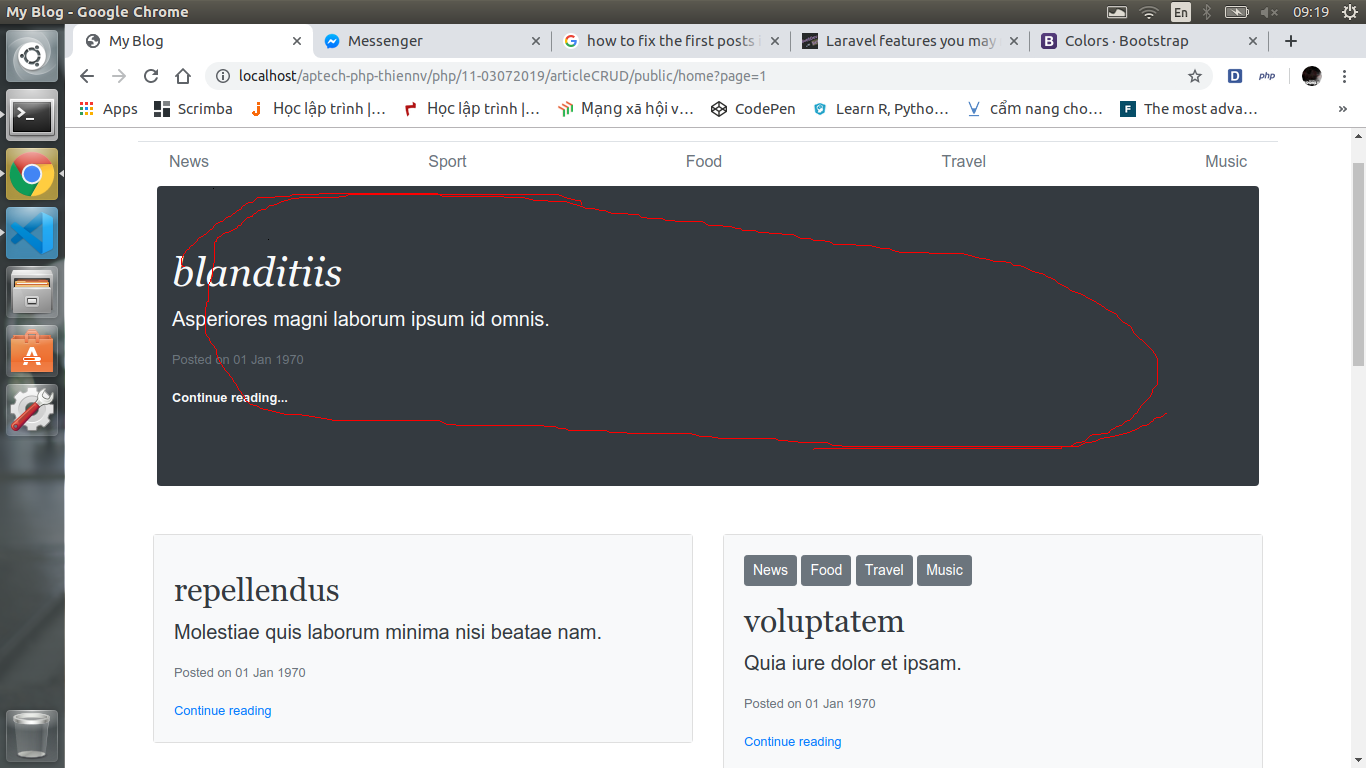 My Blog - Google Chrome
En
09:19
My Blog
Messenger
how to fix the first posts
Laravel features you may
Colors · Bootstrap
localhost/aptech-php-thiennv/php/11-03072019/articleCRUD/public/home?page=1
D
php
Apps
Scrimba
Học lập trình |...
Học lập trình |...
Mạng xã hội v...
CodePen
Learn R, Pytho...
cẩm nang cho...
The most adva...
»
News
Sport
Food
Travel
Music
blanditiis
Asperiores magni laborum ipsum id omnis.
Posted on 01 Jan 1970
Continue reading...
repellendus
Molestiae quis laborum minima nisi beatae nam.
Posted on 01 Jan 1970
Continue reading
News
Food
Travel
Music
voluptatem
Quia iure dolor et ipsam.
Posted on 01 Jan 1970
Continue reading